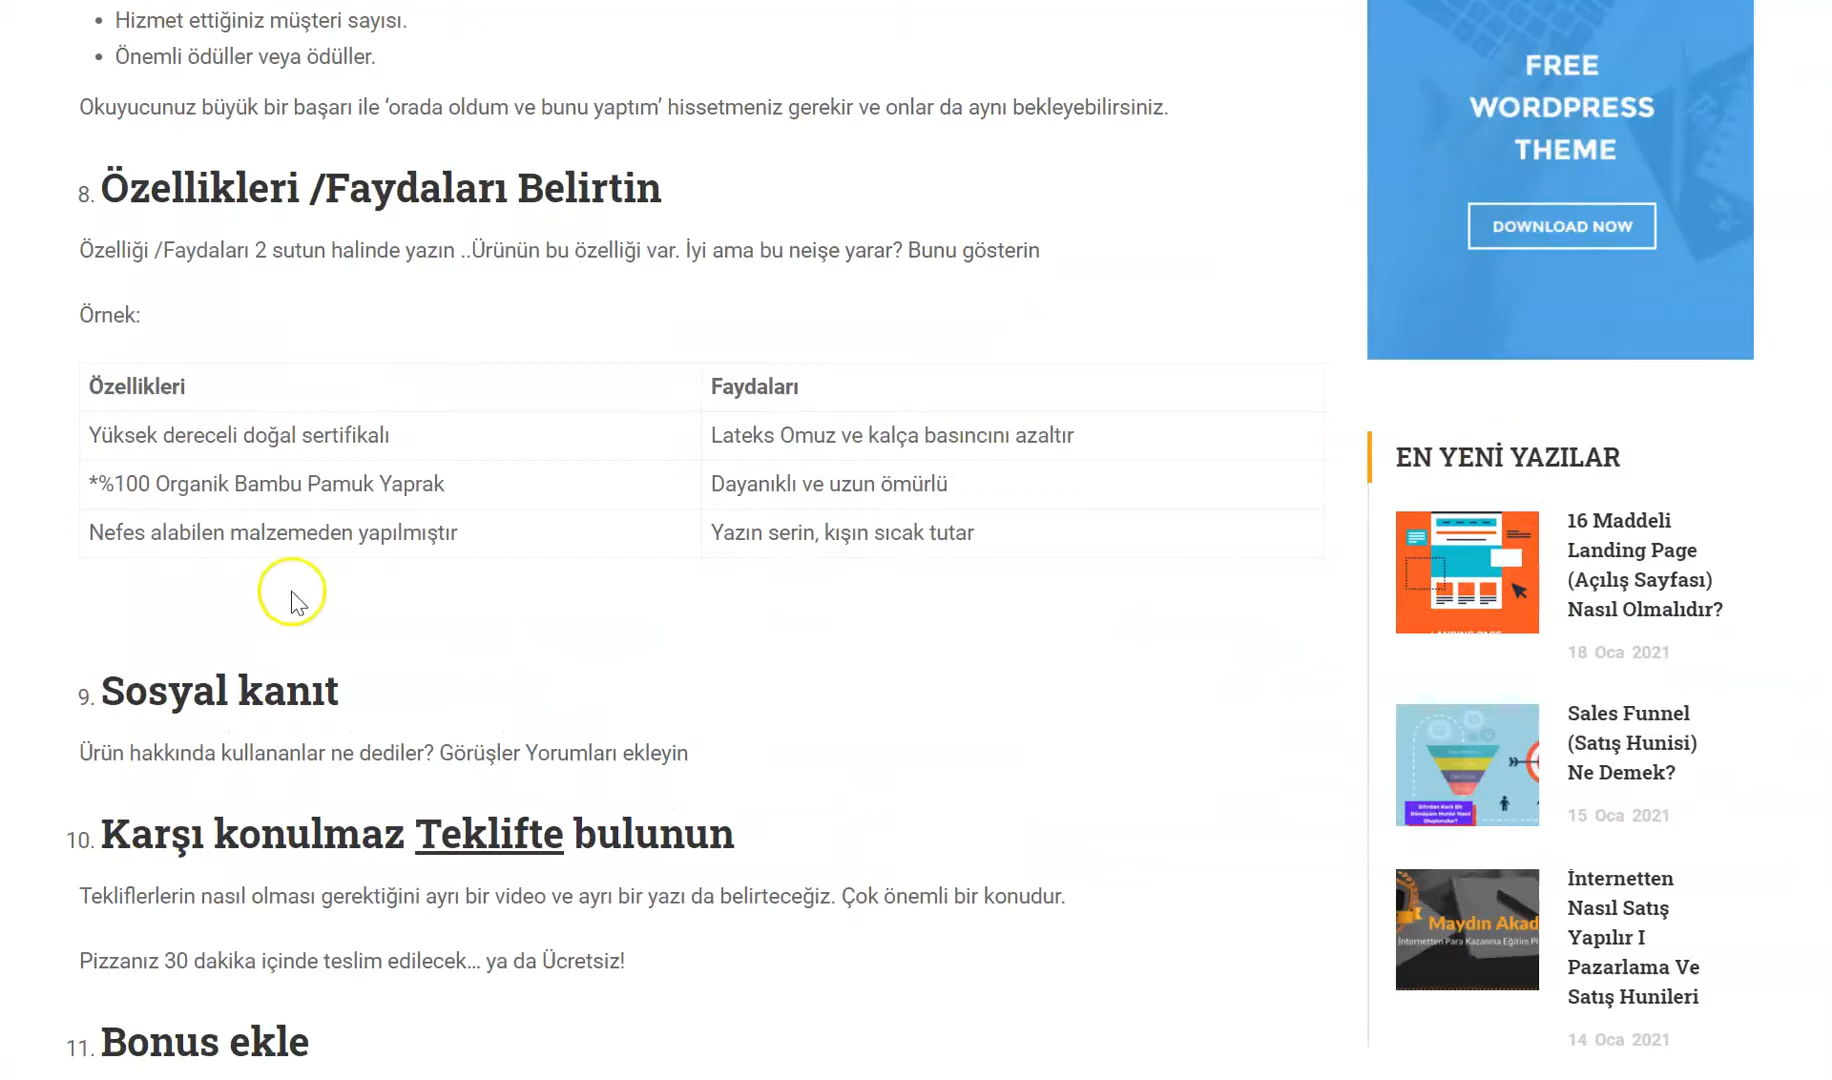 Hizmet ettiğiniz müşteri sayısı.
Önemli ödüller veya ödüller.
Okuyucunuz büyük bir başarı ile ‘orada oldum ve bunu yaptım’ hissetmeniz gerekir ve onlar da aynı bekleyebilirsiniz.
8. Özellikleri /Faydaları Belirtin
Özelliği /Faydaları 2 sutun halinde yazın ..Ürünün bu özelliği var. İyi ama bu neişe yarar? Bunu gösterin
Örnek:
Özellikleri Faydaları
Yüksek dereceli doğal sertifikalı Lateks Omuz ve kalça basıncını azaltır
*%100 Organik Bambu Pamuk Yaprak Dayanıklı ve uzun ömürlü
Nefes alabilen malzemeden yapılmıştır Yazın serin, kışın sıcak tutar
9. Sosyal kanıt
Ürün hakkında kullananlar ne dediler? Görüşler Yorumları ekleyin
10. Karşı konulmaz Teklifte bulunun
Tekliflerlerin nasıl olması gerektiğini ayrı bir video ve ayrı bir yazı da belirteceğiz. Çok önemli bir konudur.
Pizzanız 30 dakika içinde teslim edilecek… ya da Ücretsiz!
11. Bonus ekle
FREE
WORDPRESS
THEME
DOWNLOAD NOW
EN YENİ YAZILAR
16 Maddeli
Landing Page
(Açılış Sayfası)
Nasıl Olmalıdır?
18 Oca 2021
Sales Funnel
(Satış Hunisi)
Ne Demek?
15 Oca 2021
Maydın Akad
İnternetten Para Kazanma Eğitim
İnternetten
Nasıl Satış
Yapılır I
Pazarlama Ve
Satış Hunileri
14 Oca 2021